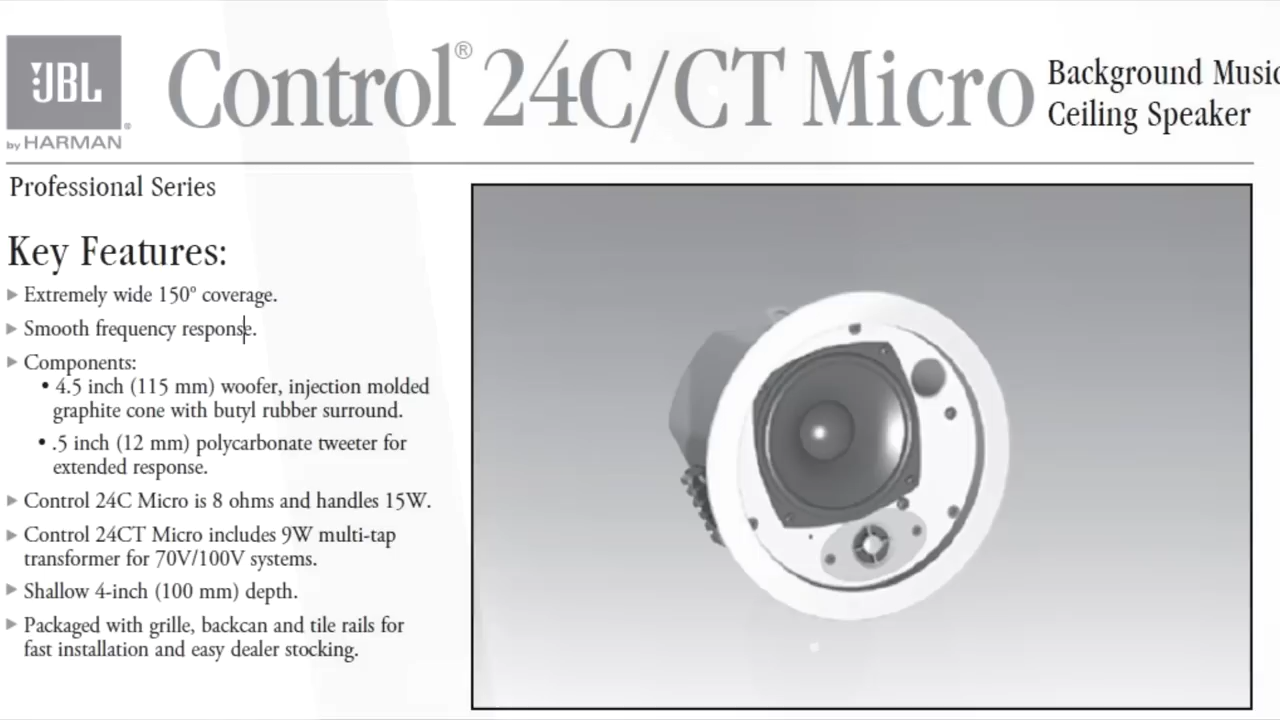 JBL
by HARMAN
Control® 24C/CT Micro
Background Music
Ceiling Speaker
Professional Series
Key Features:
Extremely wide 150° coverage.
Smooth frequency response.
Components:
• 4.5 inch (115 mm) woofer, injection molded
graphite cone with butyl rubber surround.
• .5 inch (12 mm) polycarbonate tweeter for
extended response.
Control 24C Micro is 8 ohms and handles 15W.
Control 24CT Micro includes 9W multi-tap
transformer for 70V/100V systems.
Shallow 4-inch (100 mm) depth.
Packaged with grille, backcan and tile rails for
fast installation and easy dealer stocking.